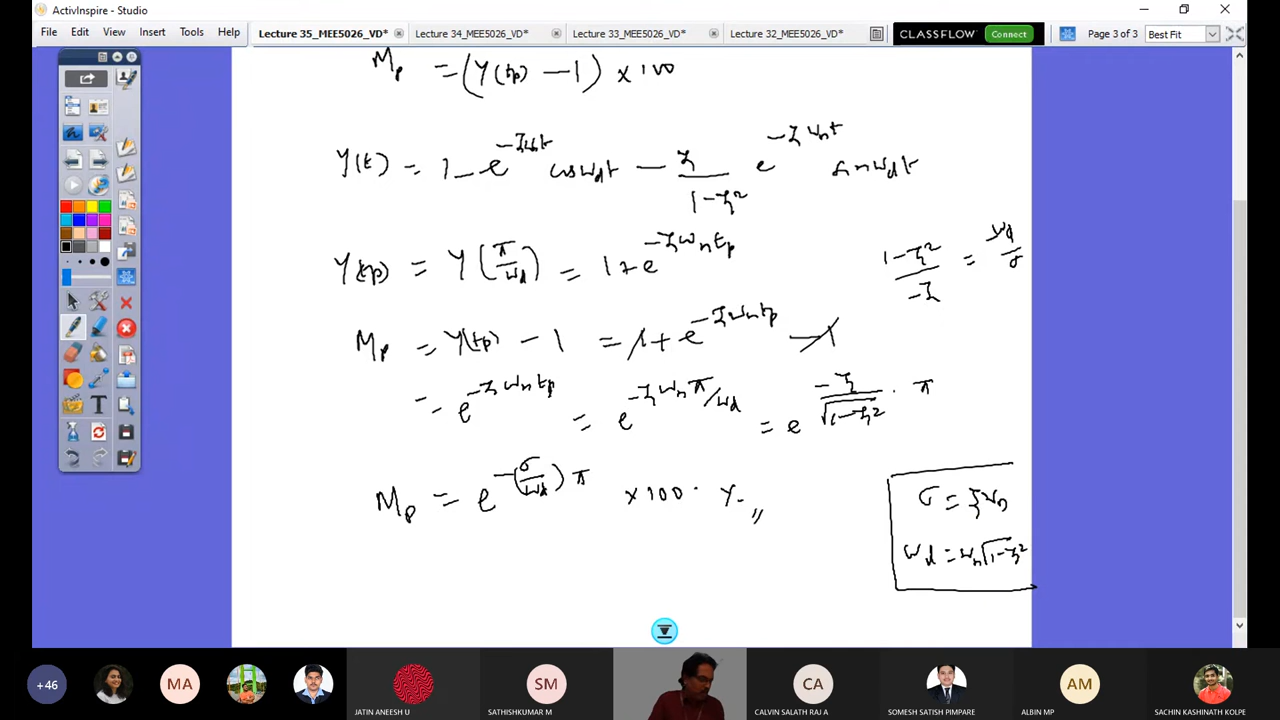 ActivInspire - Studio
File Edit View Insert Tools Help Lecture 35_MEE5026_VD* Lecture 34_MEE5026_VD* Lecture 33_MEE5026_VD* Lecture 32_MEE5026_VD* CLASSFLOW Connect Page 3 of 3 Best Fit
Mp = (Y(tp) - 1) x 100
Y(t) = 1 - e^-ζωt cos ωdt - ζ/(1-ζ²) e^-ζωnt sin ωdt
Y(tp) = Y(π/ωd) = 1 + e^-ζωntp
(1-ζ²)/-ζ = ωd/σ
Mp = Y(tp) - 1 = 1 + e^-ζωntp - 1
= e^-ζωntp = e^-ζωnπ/ωd = e^(-ζ/√(1-ζ²)) · π
Mp = e^-(σ/ωd)π x 100 · %
σ = ζωn
ωd = ωn√(1-ζ²)
+46 MA SM CA AM
JATIN ANEESH U SATHISHKUMAR M CALVIN SALATH RAJ A SOMESH SATISH PIMPARE ALBIN MP SACHIN KASHINATH KOLPE